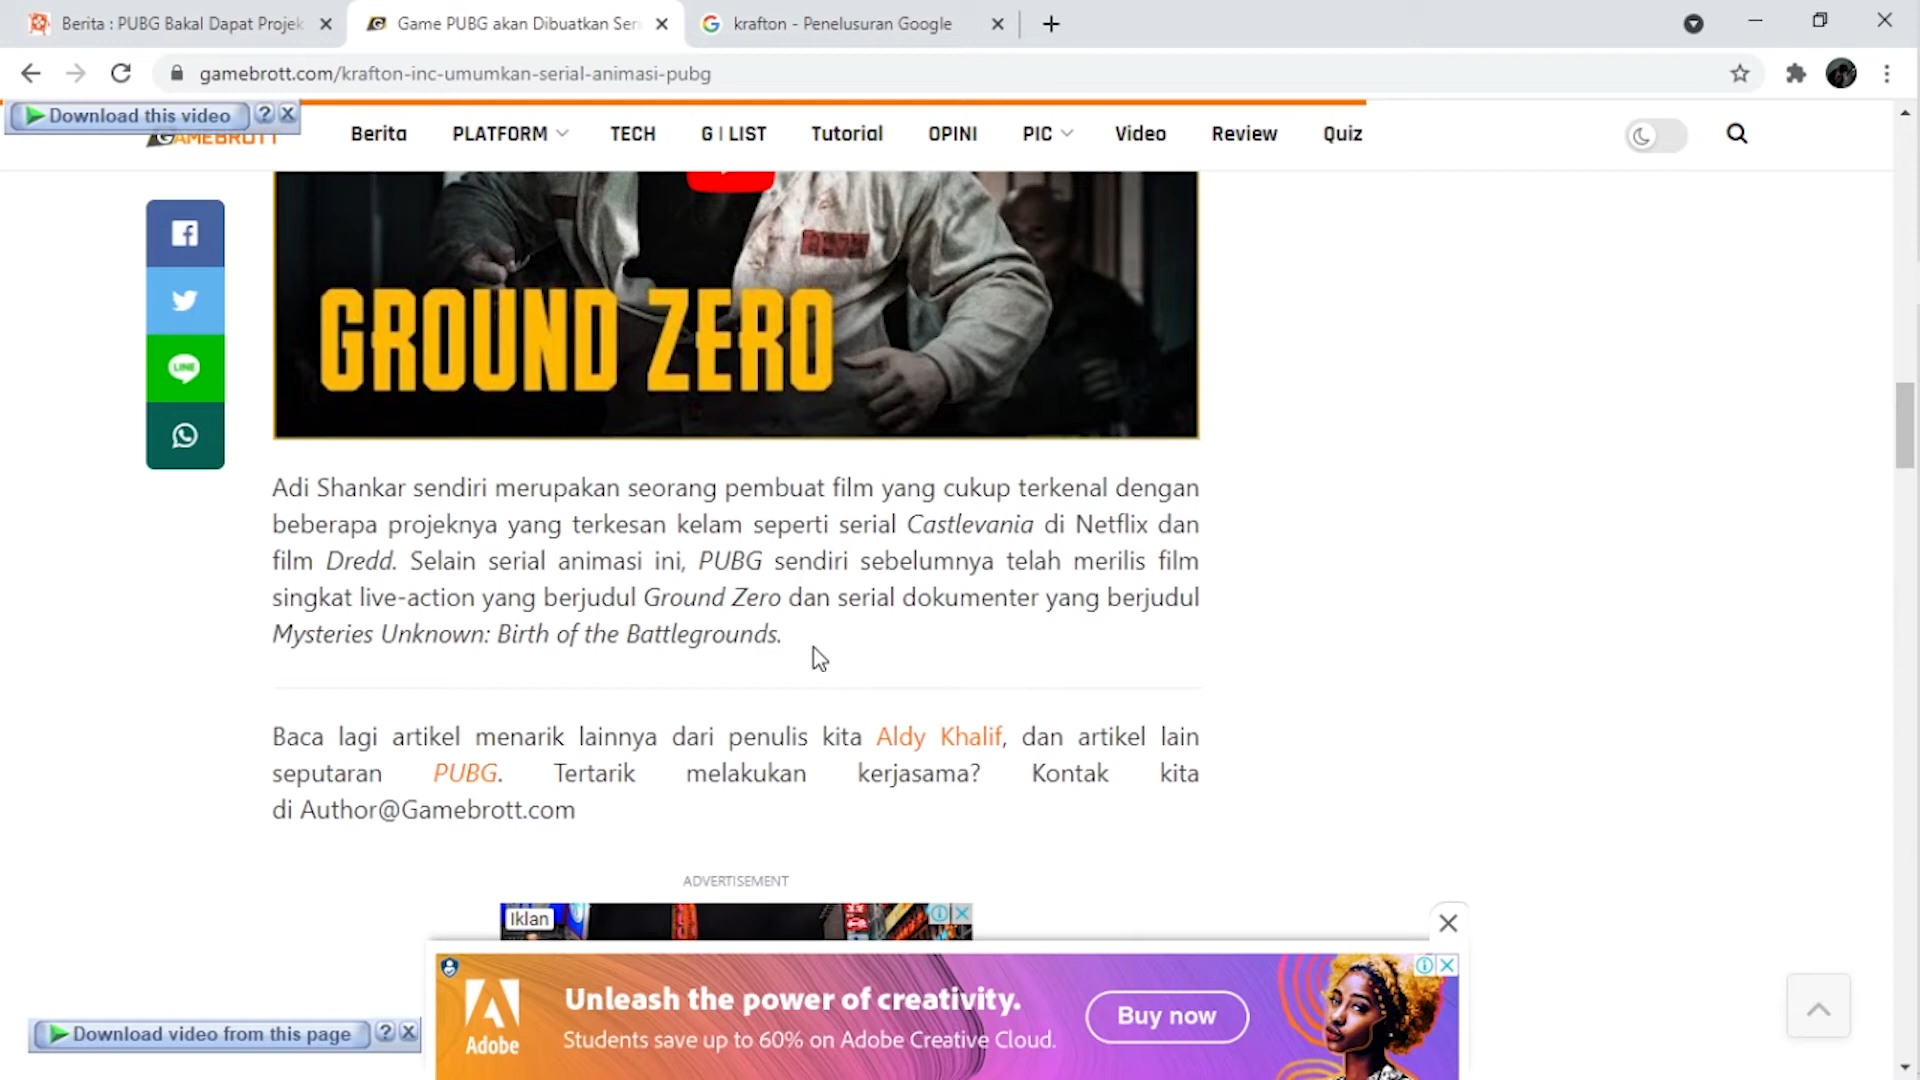 Berita : PUBG Bakal Dapat Projek
Game PUBG akan Dibuatkan Seri
krafton - Penelusuran Google
gamebrott.com/krafton-inc-umumkan-serial-animasi-pubg
Download this video
GAMEBROTT
Berita
PLATFORM
TECH
G | LIST
Tutorial
OPINI
PIC
Video
Review
Quiz
GROUND ZERO
LINE
Adi Shankar sendiri merupakan seorang pembuat film yang cukup terkenal dengan
beberapa projeknya yang terkesan kelam seperti serial Castlevania di Netflix dan
film Dredd. Selain serial animasi ini, PUBG sendiri sebelumnya telah merilis film
singkat live-action yang berjudul Ground Zero dan serial dokumenter yang berjudul
Mysteries Unknown: Birth of the Battlegrounds.
Baca lagi artikel menarik lainnya dari penulis kita Aldy Khalif, dan artikel lain
seputaran PUBG. Tertarik melakukan kerjasama? Kontak kita
di Author@Gamebrott.com
ADVERTISEMENT
Iklan
Adobe
Unleash the power of creativity.
Students save up to 60% on Adobe Creative Cloud.
Buy now
Download video from this page